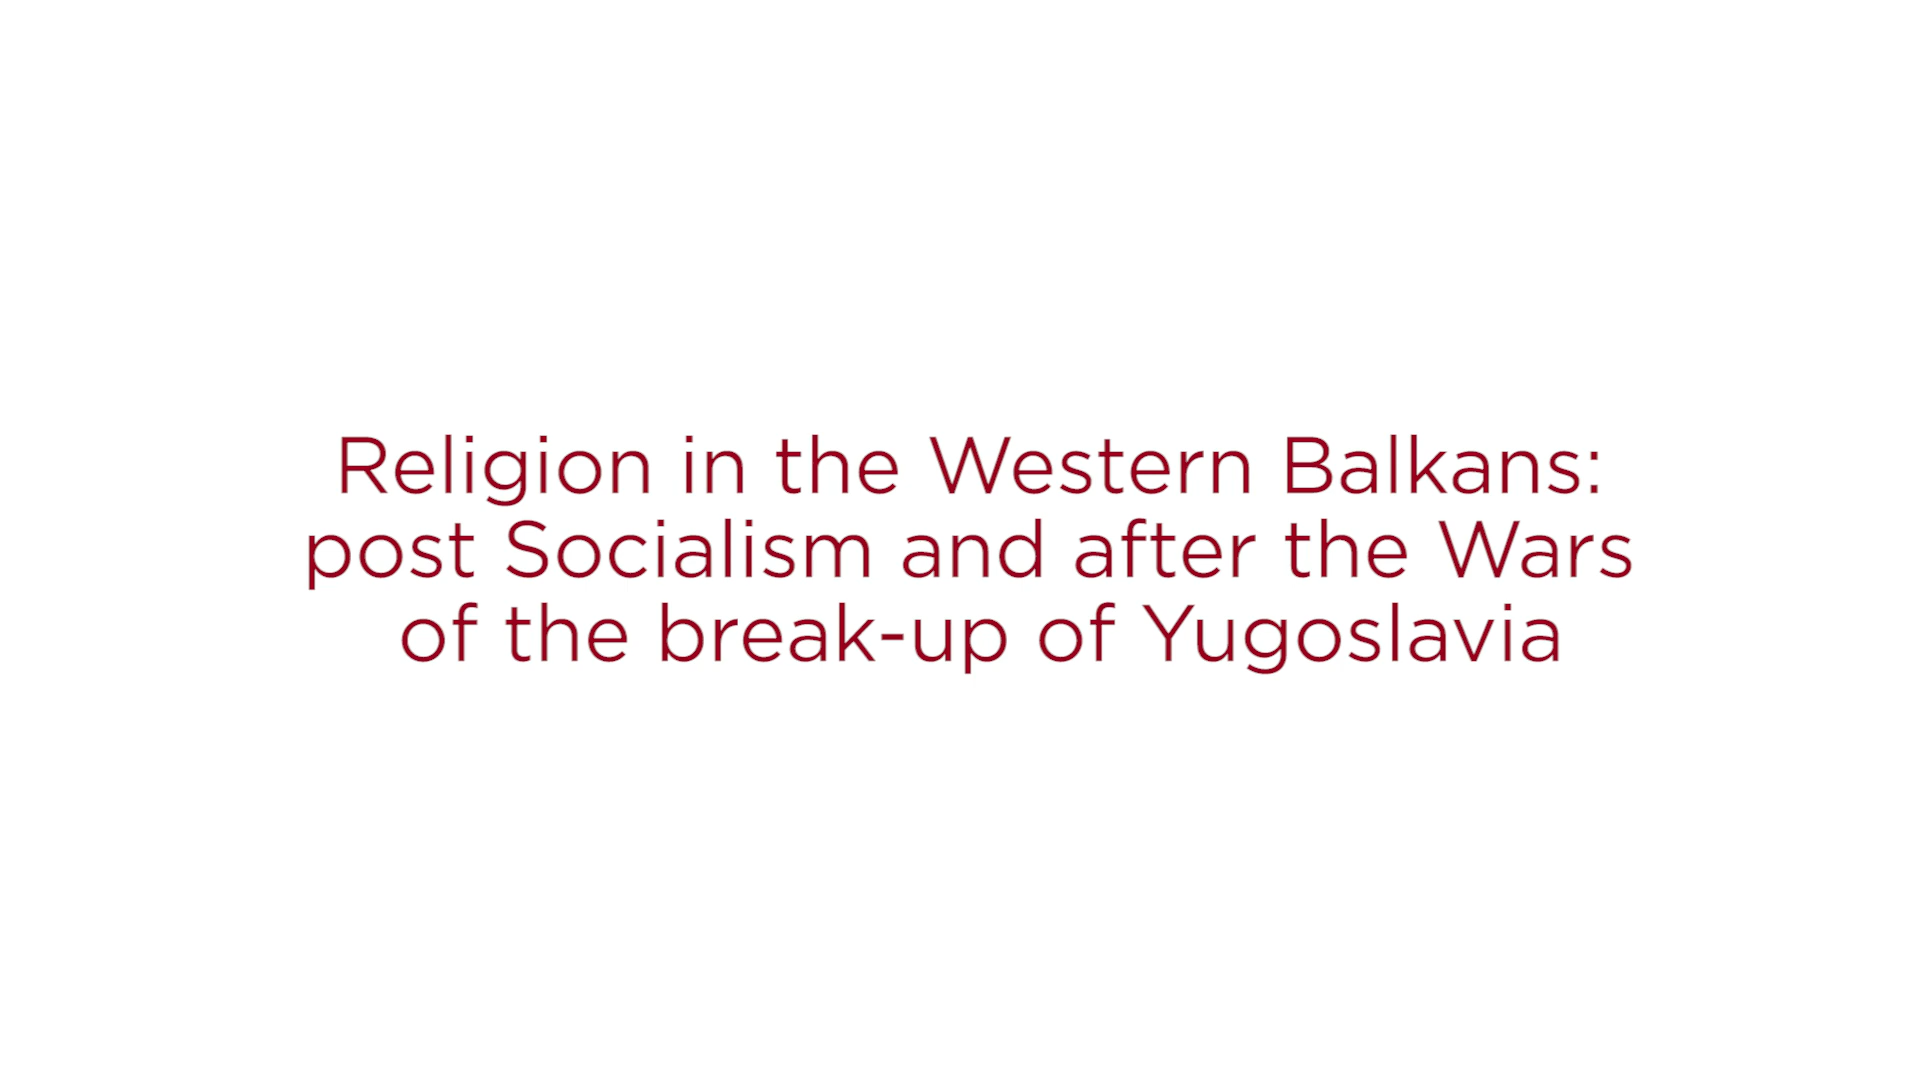 Religion in the Western Balkans:
post Socialism and after the Wars
of the break-up of Yugoslavia